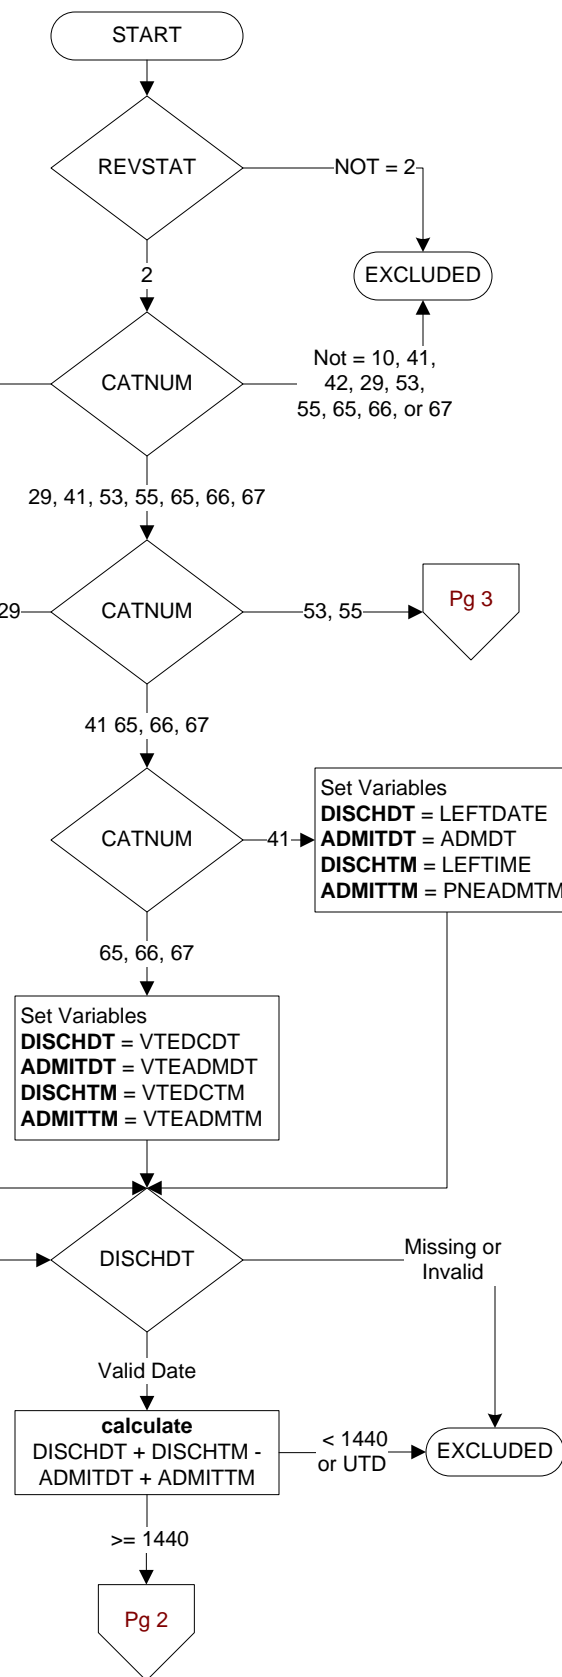 START
REVSTAT
NOT = 2
EXCLUDED
2
CATNUM
Not = 10, 41,
42, 29, 53,
55, 65, 66, or 67
29, 41, 53, 55, 65, 66, 67
29
CATNUM
53, 55
Pg 3
41 65, 66, 67
CATNUM
41
Set Variables
DISCHDT = LEFTDATE
ADMITDT = ADMDT
DISCHTM = LEFTIME
ADMITTM = PNEADMTM
65, 66, 67
Set Variables
DISCHDT = VTEDCDT
ADMITDT = VTEADMDT
DISCHTM = VTEDCTM
ADMITTM = VTEADMTM
DISCHDT
Missing or
Invalid
Valid Date
calculate
DISCHDT + DISCHTM -
ADMITDT + ADMITTM
< 1440
or UTD
EXCLUDED
>= 1440
Pg 2